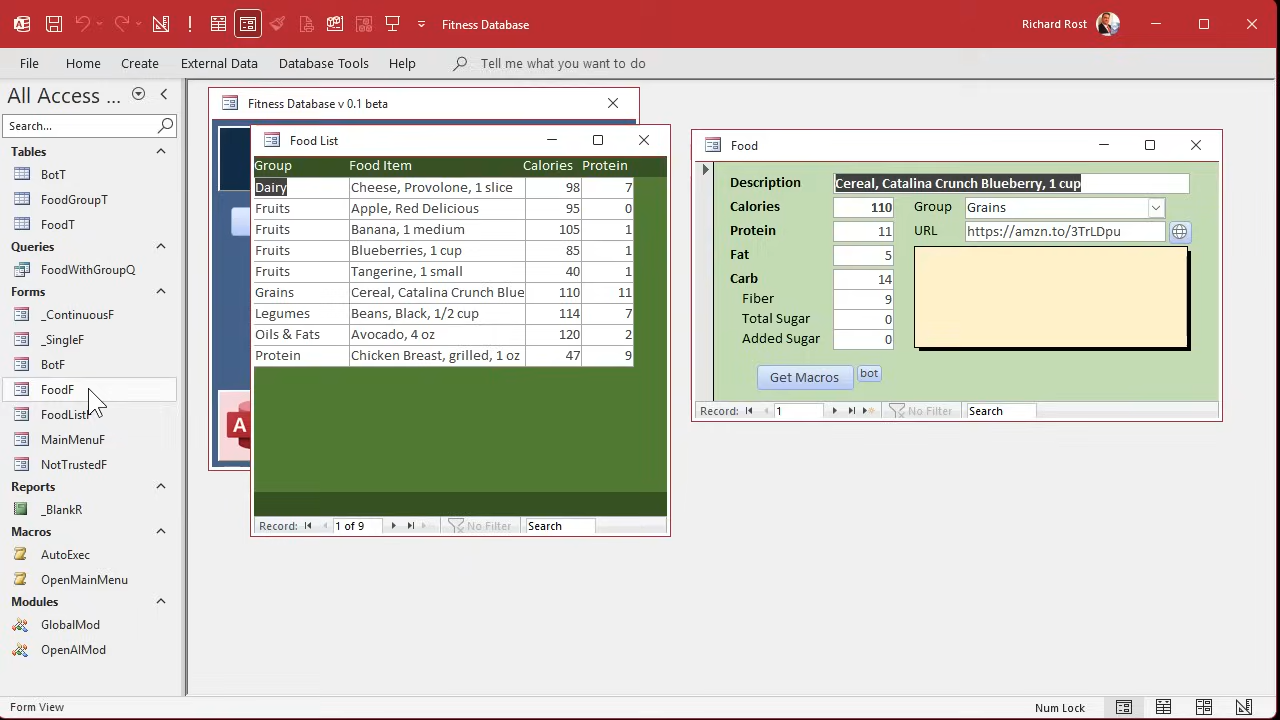 Fitness Database
Richard Rost
File Home Create External Data Database Tools Help Tell me what you want to do
All Access ...
Search...
Tables
BotT
FoodGroupT
FoodT
Queries
FoodWithGroupQ
Forms
_ContinuousF
_SingleF
BotF
FoodF
FoodListF
MainMenuF
NotTrustedF
Reports
_BlankR
Macros
AutoExec
OpenMainMenu
Modules
GlobalMod
OpenAIMod
Fitness Database v 0.1 beta
A
Food List
Group Food Item Calories Protein
Dairy Cheese, Provolone, 1 slice 98 7
Fruits Apple, Red Delicious 95 0
Fruits Banana, 1 medium 105 1
Fruits Blueberries, 1 cup 85 1
Fruits Tangerine, 1 small 40 1
Grains Cereal, Catalina Crunch Blue 110 11
Legumes Beans, Black, 1/2 cup 114 7
Oils & Fats Avocado, 4 oz 120 2
Protein Chicken Breast, grilled, 1 oz 47 9
Record: 1 of 9 No Filter Search
Food
Description Cereal, Catalina Crunch Blueberry, 1 cup
Calories 110 Group Grains
Protein 11 URL https://amzn.to/3TrLDpu
Fat 5
Carb 14
Fiber 9
Total Sugar 0
Added Sugar 0
Get Macros bot
Record: 1 No Filter Search
Form View
Num Lock